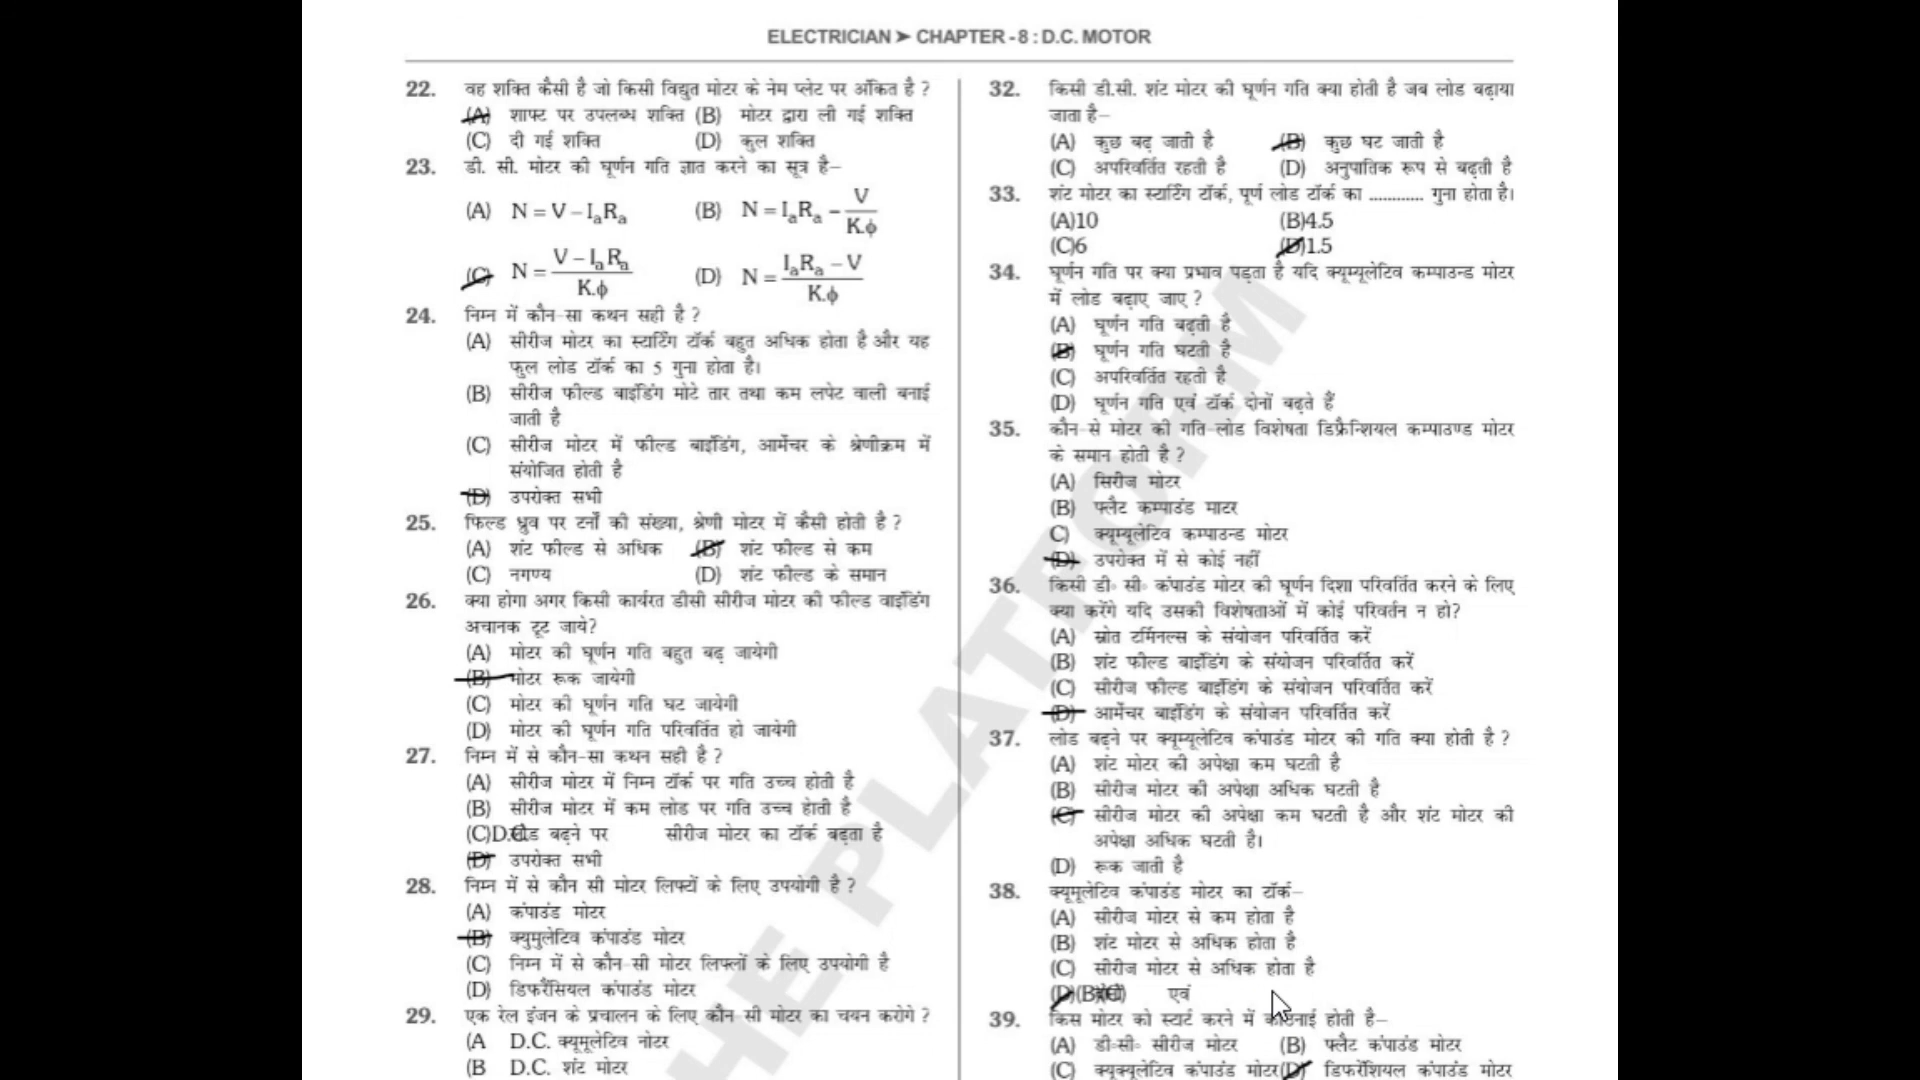 ELECTRICIAN ➤ CHAPTER - 8 : D.C. MOTOR
22. वह शक्ति कैसी है जो किसी विद्युत मोटर के नेम प्लेट पर अंकित है ?
(A) शाफ्ट पर उपलब्ध शक्ति (B) मोटर द्वारा ली गई शक्ति
(C) दी गई शक्ति (D) कुल शक्ति
23. डी. सी. मोटर की घूर्णन गति ज्ञात करने का सूत्र है–
(A) N = V – IaRa (B) N = IaRa – V/K.ϕ
(C) N = (V – IaRa)/K.ϕ (D) N = (IaRa – V)/K.ϕ
24. निम्न में कौन-सा कथन सही है ?
(A) सीरीज मोटर का स्टार्टिंग टॉर्क बहुत अधिक होता है और यह
फुल लोड टॉर्क का 5 गुना होता है।
(B) सीरीज फील्ड बाइंडिंग मोटे तार तथा कम लपेट वाली बनाई
जाती है
(C) सीरीज मोटर में फील्ड बाइंडिंग, आर्मेचर के श्रेणीक्रम में
संयोजित होती है
(D) उपरोक्त सभी
25. फिल्ड ध्रुव पर टर्नों की संख्या, श्रेणी मोटर में कैसी होती है ?
(A) शंट फील्ड से अधिक (B) शंट फील्ड से कम
(C) नगण्य (D) शंट फील्ड के समान
26. क्या होगा अगर किसी कार्यरत डीसी सीरीज मोटर की फील्ड वाइंडिंग
अचानक टूट जाये?
(A) मोटर की घूर्णन गति बहुत बढ़ जायेगी
(B) मोटर रूक जायेगी
(C) मोटर की घूर्णन गति घट जायेगी
(D) मोटर की घूर्णन गति परिवर्तित हो जायेगी
27. निम्न में से कौन-सा कथन सही है ?
(A) सीरीज मोटर में निम्न टॉर्क पर गति उच्च होती है
(B) सीरीज मोटर में कम लोड पर गति उच्च होती है
(C) D.C. बढ़ने पर सीरीज मोटर का टॉर्क बढ़ता है
(D) उपरोक्त सभी
28. निम्न में से कौन सी मोटर लिफ्टों के लिए उपयोगी है ?
(A) कंपाउंड मोटर
(B) क्युमुलेटिव कंपाउंड मोटर
(C) निम्न में से कौन-सी मोटर लिफ्लों के लिए उपयोगी है
(D) डिफरेंसियल कंपाउंड मोटर
29. एक रेल इंजन के प्रचालन के लिए कौन सी मोटर का चयन करोगे ?
(A D.C. क्यूमूलेटिव नोटर
(B D.C. शंट मोटर
32. किसी डी.सी. शंट मोटर की घूर्णन गति क्या होती है जब लोड बढ़ाया
जाता है–
(A) कुछ बढ़ जाती है (B) कुछ घट जाती है
(C) अपरिवर्तित रहती है (D) अनुपातिक रूप से बढ़ती है
33. शंट मोटर का स्टार्टिंग टॉर्क, पूर्ण लोड टॉर्क का ............ गुना होता है।
(A)10 (B)4.5
(C)6 (D)1.5
34. घूर्णन गति पर क्या प्रभाव पड़ता है यदि क्यूम्यूलेटिव कम्पाउन्ड मोटर
में लोड बढ़ाए जाए ?
(A) घूर्णन गति बढ़ती है
(B) घूर्णन गति घटती है
(C) अपरिवर्तित रहती है
(D) घूर्णन गति एवं टॉर्क दोनों बढ़ते हैं
35. कौन-से मोटर की गति-लोड विशेषता डिफ्रैन्शियल कम्पाउण्ड मोटर
के समान होती है ?
(A) सिरीज मोटर
(B) फ्लैट कम्पाउंड माटर
C) क्यूम्यूलेटिव कम्पाउन्ड मोटर
(D) उपरोक्त में से कोई नहीं
36. किसी डी॰ सी॰ कंपाउंड मोटर की घूर्णन दिशा परिवर्तित करने के लिए
क्या करेंगे यदि उसकी विशेषताओं में कोई परिवर्तन न हो?
(A) स्रोत टर्मिनल्स के संयोजन परिवर्तित करें
(B) शंट फील्ड बाइंडिंग के संयोजन परिवर्तित करें
(C) सीरीज फील्ड बाइंडिंग के संयोजन परिवर्तित करें
(D) आर्मेचर बाइंडिंग के संयोजन परिवर्तित करें
37. लोड बढ़ने पर क्यूम्यूलेटिव कंपाउंड मोटर की गति क्या होती है ?
(A) शंट मोटर की अपेक्षा कम घटती है
(B) सीरीज मोटर की अपेक्षा अधिक घटती है
(C) सीरीज मोटर की अपेक्षा कम घटती है और शंट मोटर की
अपेक्षा अधिक घटती है।
(D) रूक जाती है
38. क्यूमूलेटिव कंपाउंड मोटर का टॉर्क–
(A) सीरीज मोटर से कम होता है
(B) शंट मोटर से अधिक होता है
(C) सीरीज मोटर से अधिक होता है
(D) (B) (C) एवं
39. किस मोटर को स्टार्ट करने में कठिनाई होती है–
(A) डी॰सी॰ सीरीज मोटर (B) फ्लैट कंपाउंड मोटर
(C) क्यूक्यूलेटिव कंपाउंड मोटर (D) डिफरेंशियल कंपाउंड मोटर
HE PLATFORM